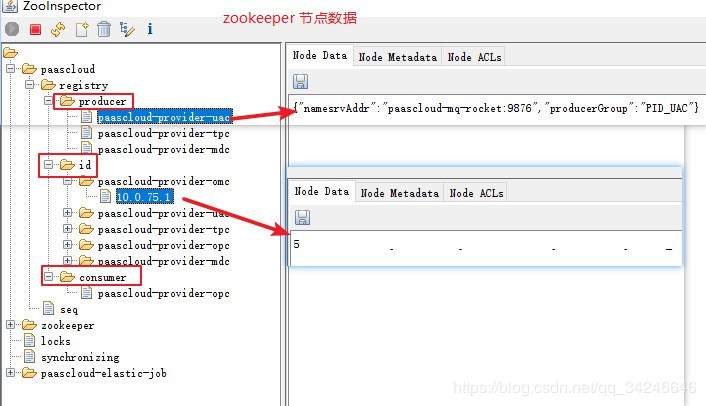 ZooInspector
zookeeper 节点数据
paascloud
registry
producer
paascloud-provider-uac
paascloud-provider-tpc
paascloud-provider-mdc
id
paascloud-provider-omc
10.0.75.1
paascloud-provider-uac
paascloud-provider-tpc
paascloud-provider-opc
paascloud-provider-mdc
consumer
paascloud-provider-opc
seq
zookeeper
locks
synchronizing
paascloud-elastic-job
Node Data Node Metadata Node ACLs
{"namesrvAddr":"paascloud-mq-rocket:9876","producerGroup":"PID_UAC"}
Node Data Node Metadata Node ACLs
5
https://blog.csdn.net/qq_34246646